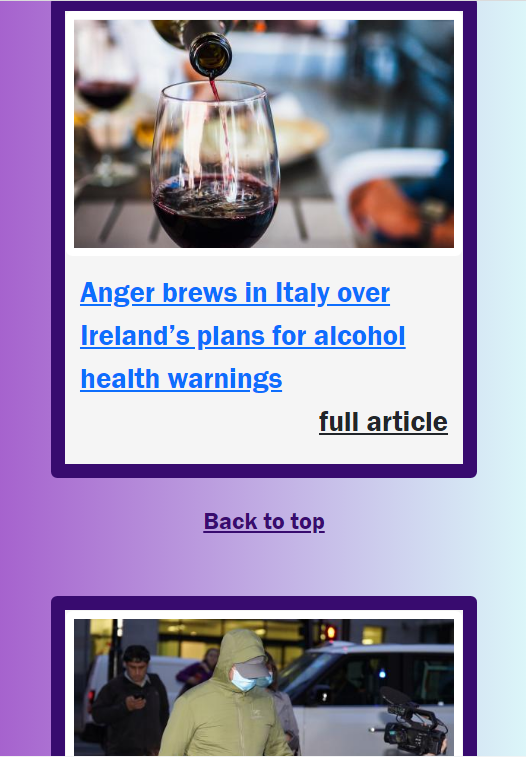 Anger brews in Italy over
Ireland’s plans for alcohol
health warnings
full article
Back to top